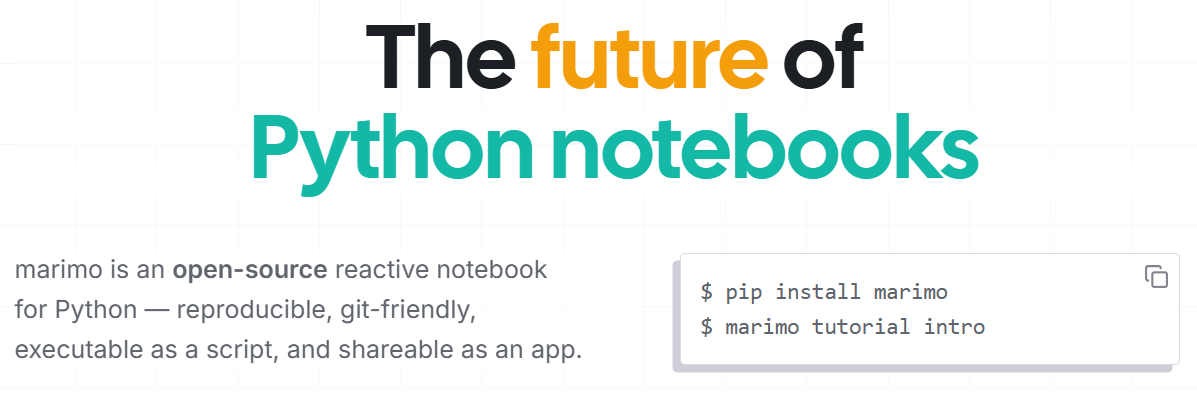 The future of
Python notebooks
marimo is an open-source reactive notebook
for Python — reproducible, git-friendly,
executable as a script, and shareable as an app.
$ pip install marimo
$ marimo tutorial intro